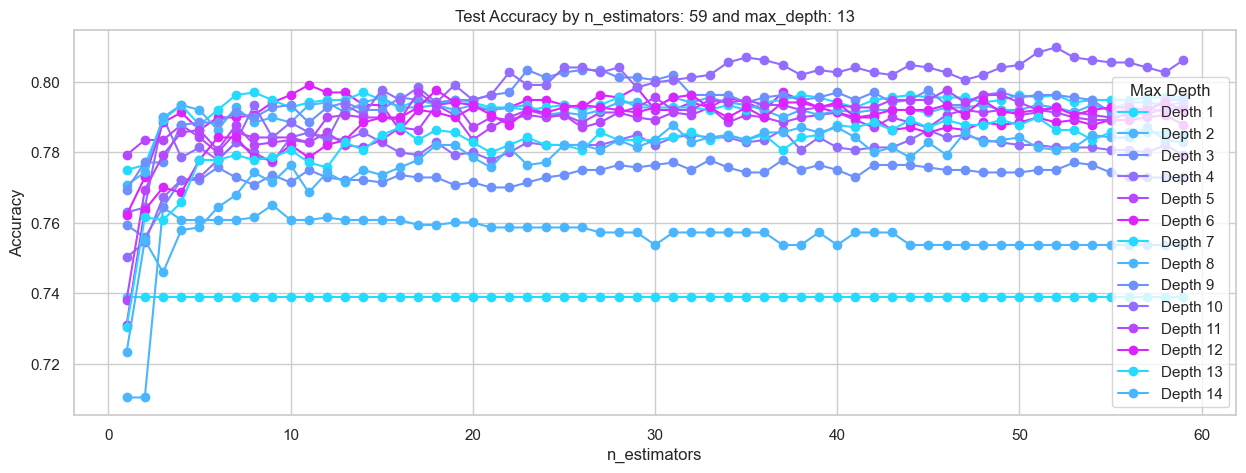 Test Accuracy by n_estimators: 59 and max_depth: 13
Accuracy
0.80
0.78
0.76
0.74
0.72
0
10
20
30
40
50
60
n_estimators
Max Depth
Depth 1
Depth 2
Depth 3
Depth 4
Depth 5
Depth 6
Depth 7
Depth 8
Depth 9
Depth 10
Depth 11
Depth 12
Depth 13
Depth 14